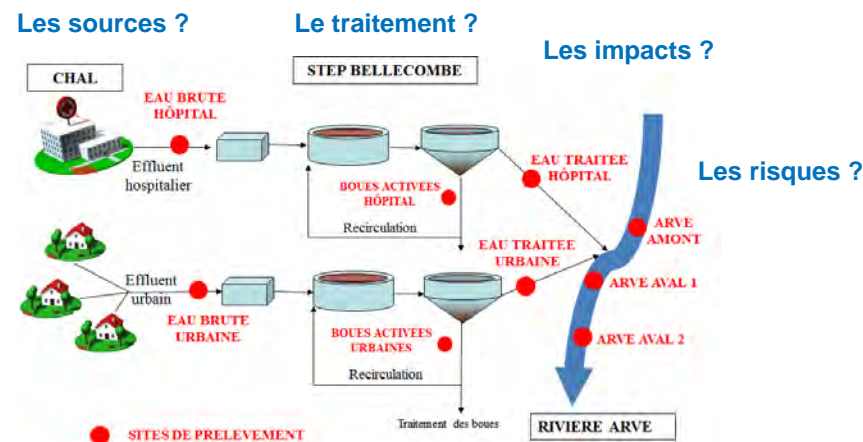 Les sources ?
Le traitement ?
Les impacts ?
Les risques ?
CHAL
STEP BELLECOMBE
EAU BRUTE
HÔPITAL
Effluent
hospitalier
BOUES ACTIVÉES
HÔPITAL
Recirculation
EAU TRAITEE
HÔPITAL
EAU TRAITEE
URBAINE
ARVE
AMONT
ARVE AVAL 1
ARVE AVAL 2
Effluent
urbain
EAU BRUTE
URBAINE
BOUES ACTIVÉES
URBAINES
Recirculation
Traitement des boues
RIVIERE ARVE
SITES DE PRELEVEMENT